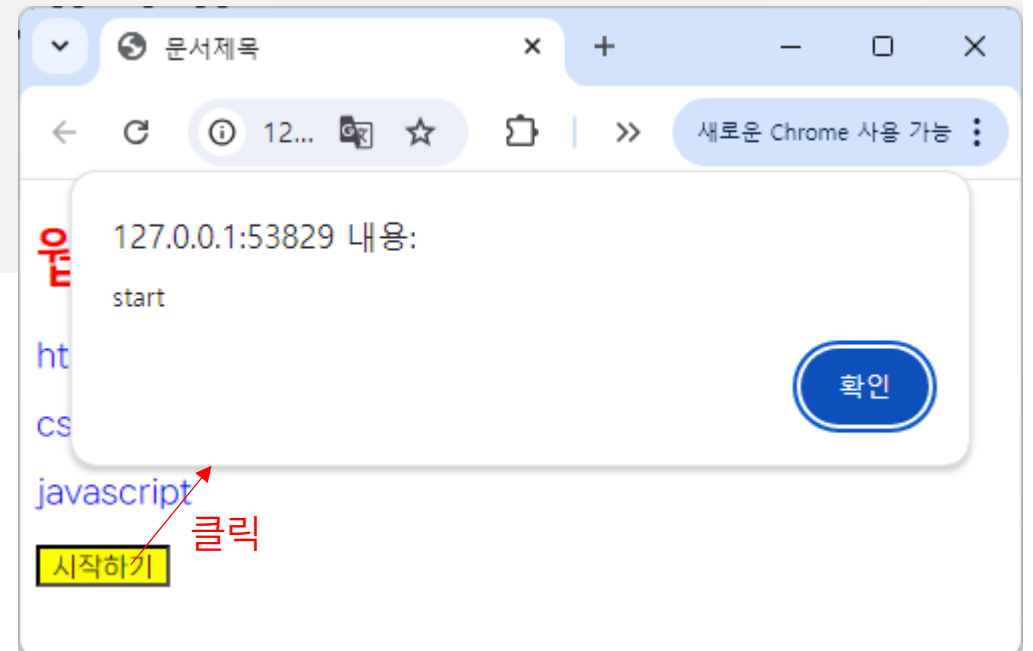 문서제목
12...
새로운 Chrome 사용 가능
127.0.0.1:53829 내용:
start
확인
웝
ht
cs
javascript
클릭
시작하기